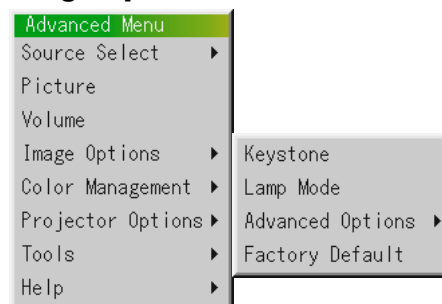 Advanced Menu
Source Select
Picture
Volume
Image Options
Color Management
Projector Options
Tools
Help
Keystone
Lamp Mode
Advanced Options
Factory Default